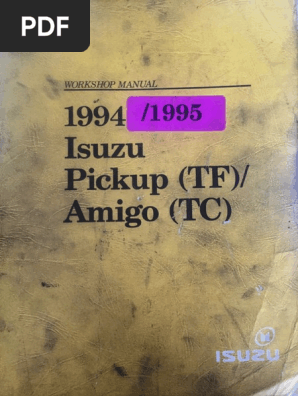 PDF
WORKSHOP MANUAL
1994 /1995
Isuzu
Pickup (TF)/
Amigo (TC)
ISUZU